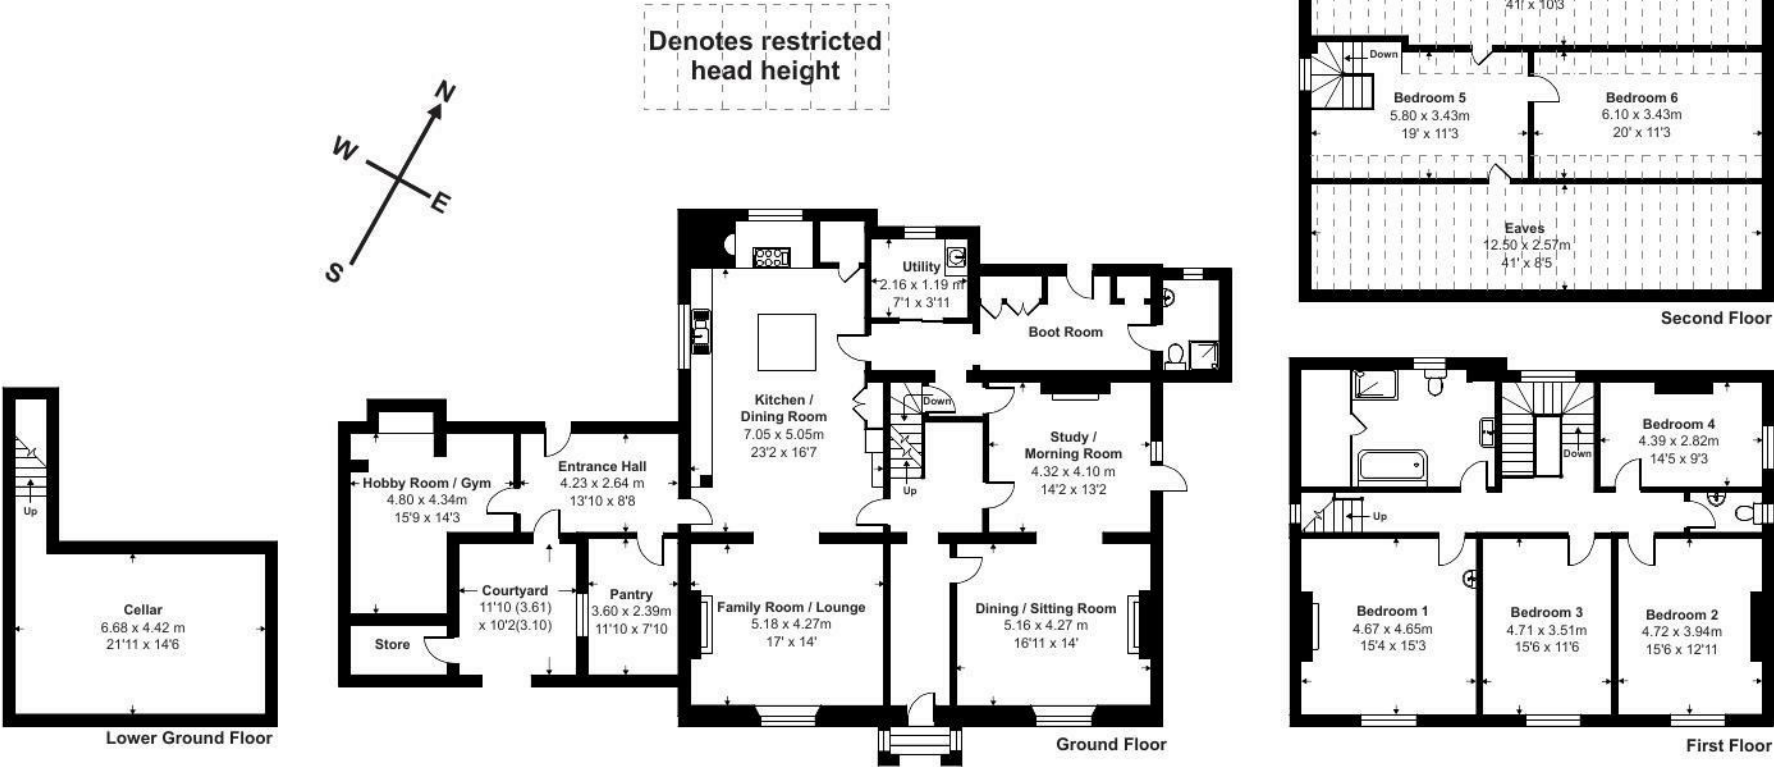 Denotes restricted
head height
N
W
E
S
41' x 10'3
Down
Bedroom 5
5.80 x 3.43m
19' x 11'3
Bedroom 6
6.10 x 3.43m
20' x 11'3
Eaves
12.50 x 2.57m
41' x 8'5
Second Floor
Utility
2.16 x 1.19 m
7'1 x 3'11
Boot Room
Kitchen /
Dining Room
7.05 x 5.05m
23'2 x 16'7
Down
Up
Study /
Morning Room
4.32 x 4.10 m
14'2 x 13'2
Entrance Hall
4.23 x 2.64 m
13'10 x 8'8
Hobby Room / Gym
4.80 x 4.34m
15'9 x 14'3
Courtyard
11'10 (3.61)
x 10'2(3.10)
Pantry
3.60 x 2.39m
11'10 x 7'10
Store
Family Room / Lounge
5.18 x 4.27m
17' x 14'
Dining / Sitting Room
5.16 x 4.27 m
16'11 x 14'
Ground Floor
Up
Cellar
6.68 x 4.42 m
21'11 x 14'6
Lower Ground Floor
Bedroom 4
4.39 x 2.82m
14'5 x 9'3
Down
Up
Bedroom 1
4.67 x 4.65m
15'4 x 15'3
Bedroom 3
4.71 x 3.51m
15'6 x 11'6
Bedroom 2
4.72 x 3.94m
15'6 x 12'11
First Floor